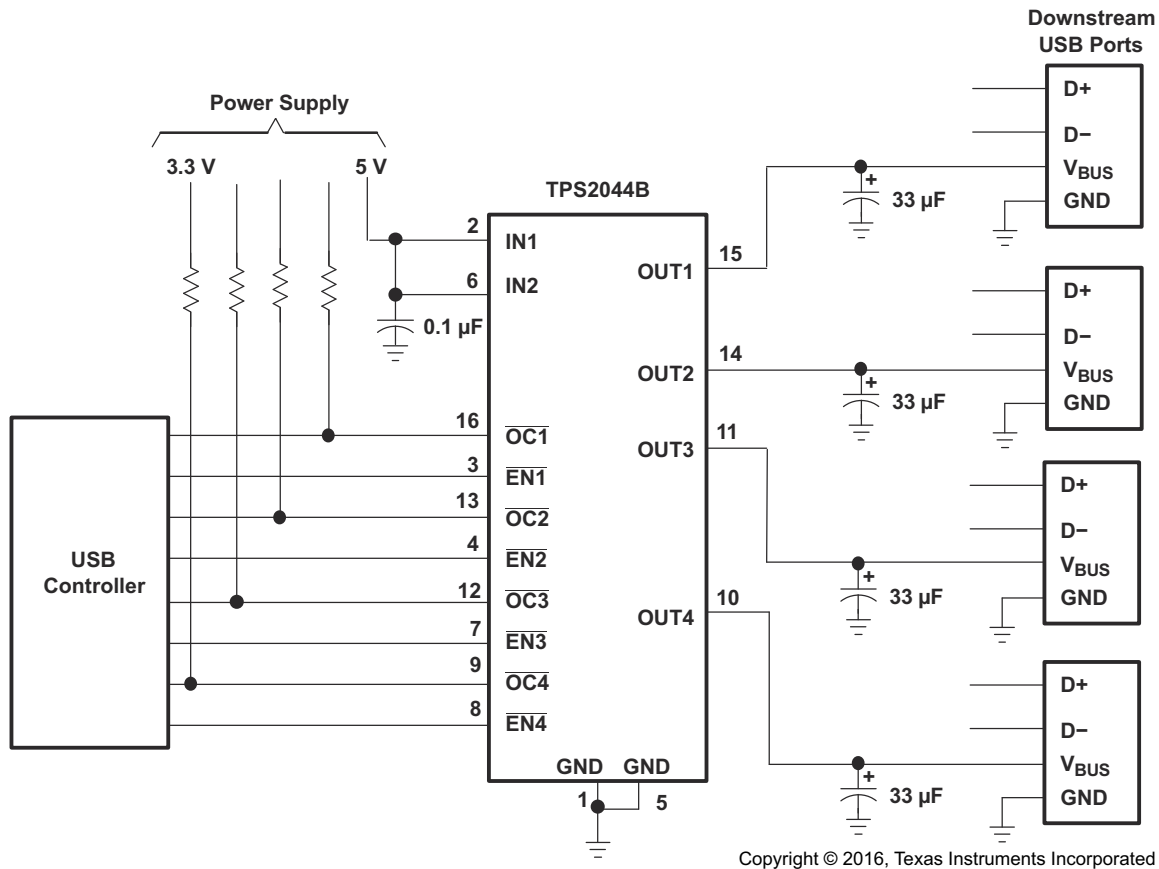 Downstream
USB Ports
Power Supply
3.3 V
5 V
TPS2044B
2
IN1
6
IN2
0.1 µF
16
OC1
3
EN1
13
OC2
4
EN2
12
OC3
7
EN3
9
OC4
8
EN4
USB
Controller
GND GND
1
5
OUT1
15
OUT2
14
OUT3
11
OUT4
10
33 µF
D+
D−
VBUS
GND
33 µF
D+
D−
VBUS
GND
33 µF
D+
D−
VBUS
GND
33 µF
D+
D−
VBUS
GND
Copyright © 2016, Texas Instruments Incorporated